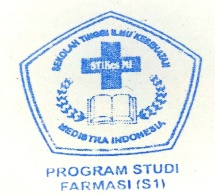 SEKOLAH TINGGI ILMU KESEHATAN
STIKes MI
MEDISTRA INDONESIA
PROGRAM STUDI
FARMASI (S1)